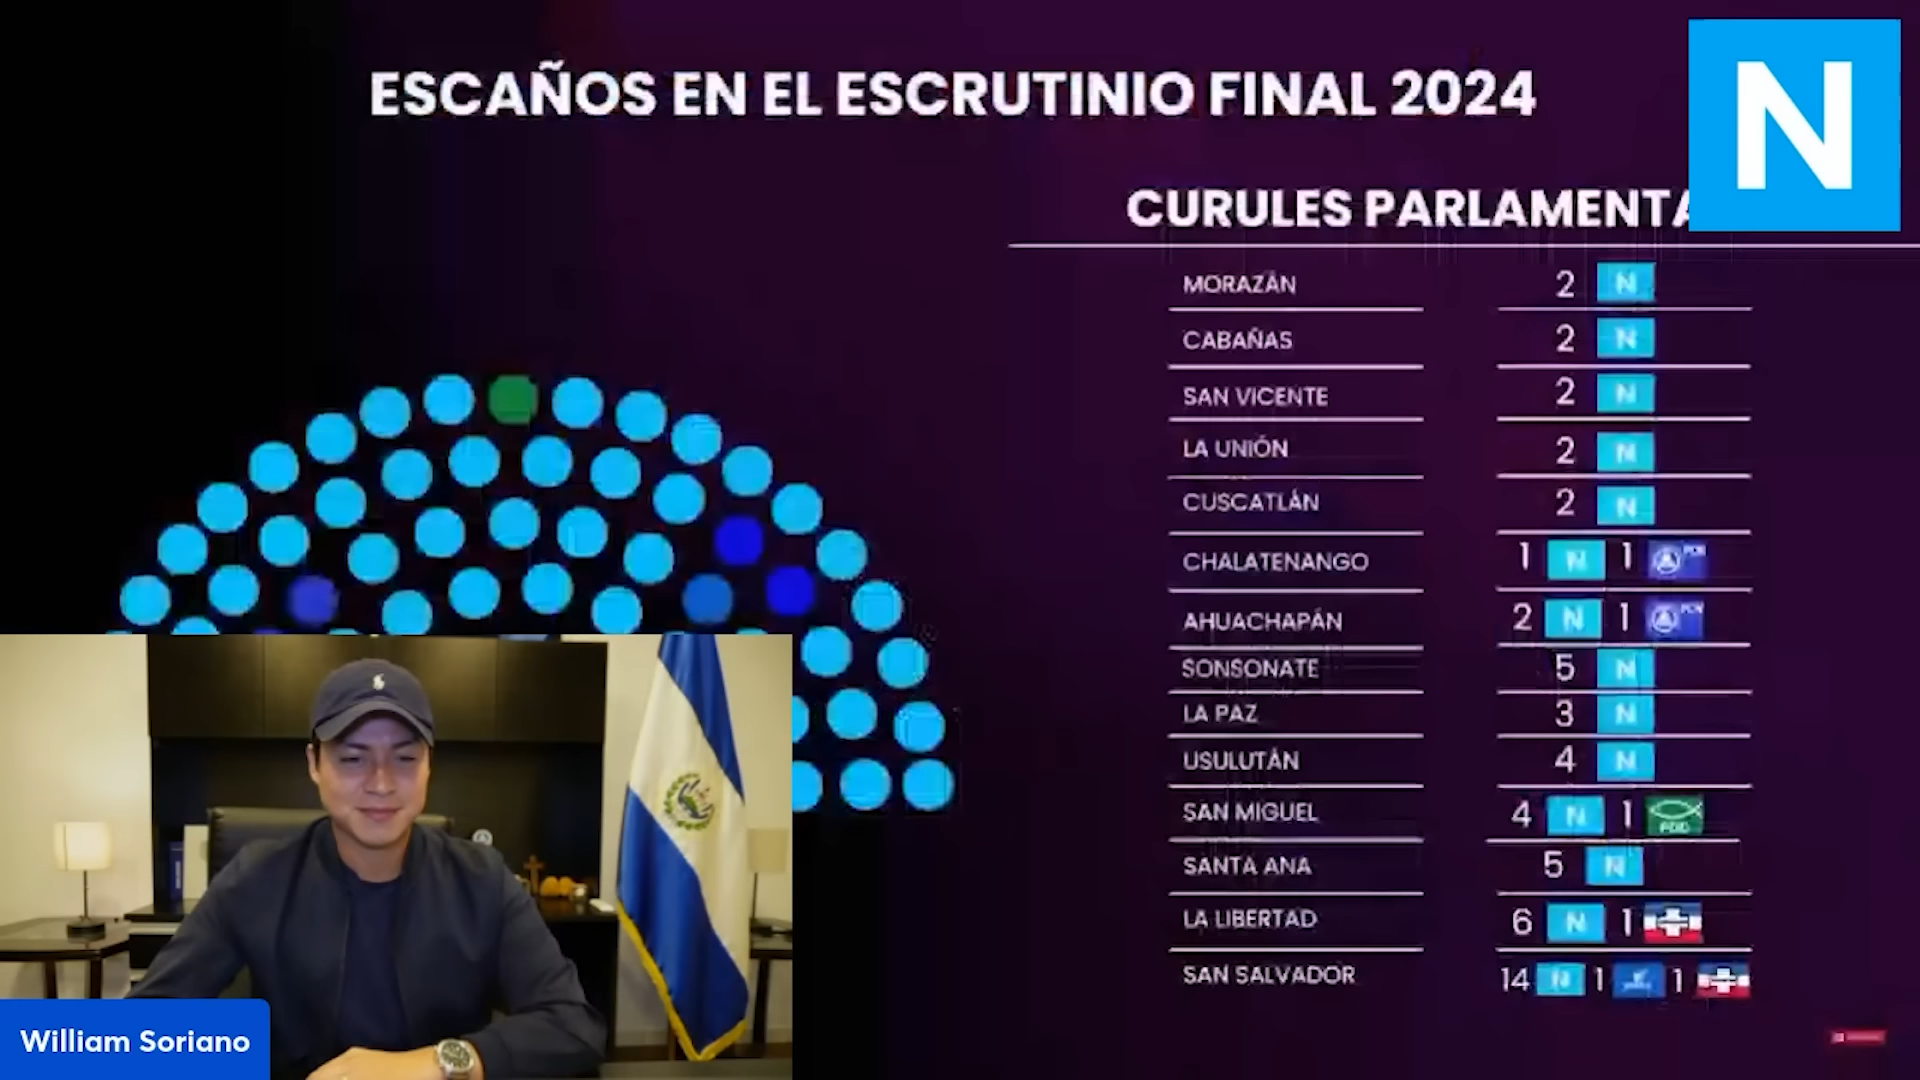 ESCAÑOS EN EL ESCRUTINIO FINAL 2024
N
CURULES PARLAMENTA
MORAZÁN 2 N
CABAÑAS 2 N
SAN VICENTE 2 N
LA UNIÓN 2 N
CUSCATLÁN 2 N
CHALATENANGO 1 N 1 PCN
AHUACHAPÁN 2 N 1 PCN
SONSONATE 5 N
LA PAZ 3 N
USULUTÁN 4 N
SAN MIGUEL 4 N 1
SANTA ANA 5 N
LA LIBERTAD 6 N 1
SAN SALVADOR 14 N 1 1
William Soriano